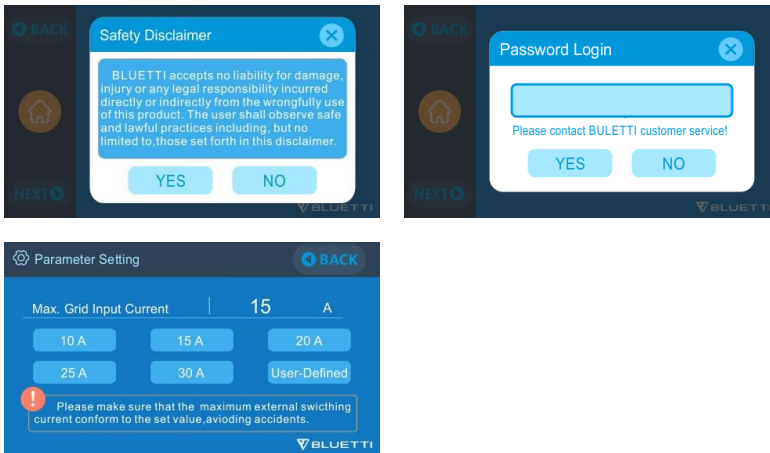 BACK
Safety Disclaimer
BLUETTI accepts no liability for damage,
injury or any legal responsibility incurred
directly or indirectly from the wrongfully use
of this product. The user shall observe safe
and lawful practices including, but no
limited to,those set forth in this disclaimer.
YES NO
NEXT
BLUETTI
BACK
Password Login
Please contact BULETTI customer service!
YES NO
NEXT
BLUETTI
Parameter Setting BACK
Max. Grid Input Current 15 A
10 A 15 A 20 A
25 A 30 A User-Defined
! Please make sure that the maximum external swicthing
current conform to the set value,avioding accidents.
BLUETTI